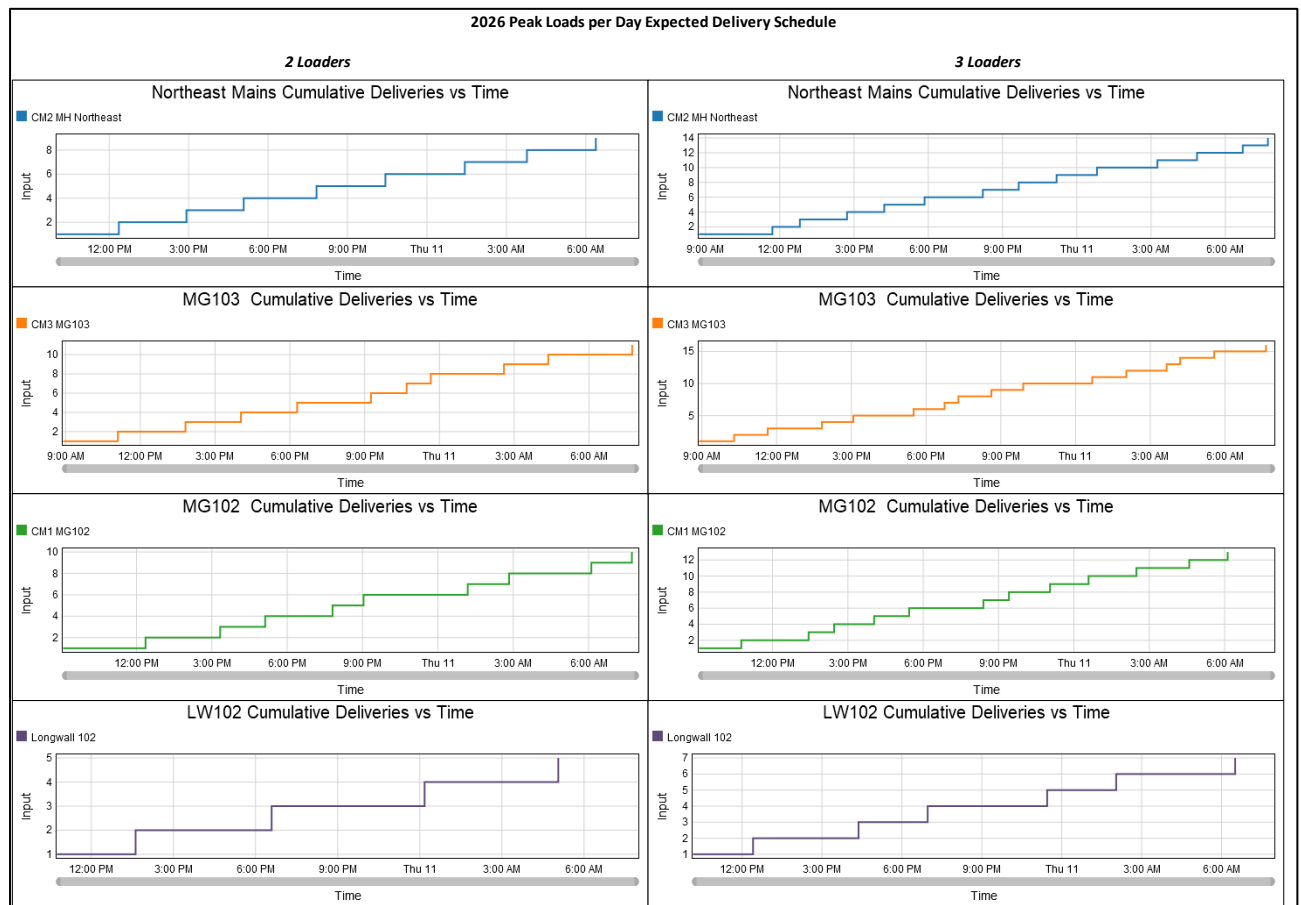 2026 Peak Loads per Day Expected Delivery Schedule
2 Loaders
3 Loaders
Northeast Mains Cumulative Deliveries vs Time
CM2 MH Northeast
8
6
4
2
Input
12:00 PM 3:00 PM 6:00 PM 9:00 PM Thu 11 3:00 AM 6:00 AM
Time
Northeast Mains Cumulative Deliveries vs Time
CM2 MH Northeast
14
12
10
8
6
4
2
Input
9:00 AM 12:00 PM 3:00 PM 6:00 PM 9:00 PM Thu 11 3:00 AM 6:00 AM
Time
MG103 Cumulative Deliveries vs Time
CM3 MG103
10
8
6
4
2
Input
9:00 AM 12:00 PM 3:00 PM 6:00 PM 9:00 PM Thu 11 3:00 AM 6:00 AM
Time
MG103 Cumulative Deliveries vs Time
CM3 MG103
15
10
5
Input
9:00 AM 12:00 PM 3:00 PM 6:00 PM 9:00 PM Thu 11 3:00 AM 6:00 AM
Time
MG102 Cumulative Deliveries vs Time
CM1 MG102
10
8
6
4
2
Input
12:00 PM 3:00 PM 6:00 PM 9:00 PM Thu 11 3:00 AM 6:00 AM
Time
MG102 Cumulative Deliveries vs Time
CM1 MG102
12
10
8
6
4
2
Input
12:00 PM 3:00 PM 6:00 PM 9:00 PM Thu 11 3:00 AM 6:00 AM
Time
LW102 Cumulative Deliveries vs Time
Longwall 102
5
4
3
2
1
Input
12:00 PM 3:00 PM 6:00 PM 9:00 PM Thu 11 3:00 AM 6:00 AM
Time
LW102 Cumulative Deliveries vs Time
Longwall 102
7
6
5
4
3
2
1
Input
12:00 PM 3:00 PM 6:00 PM 9:00 PM Thu 11 3:00 AM 6:00 AM
Time